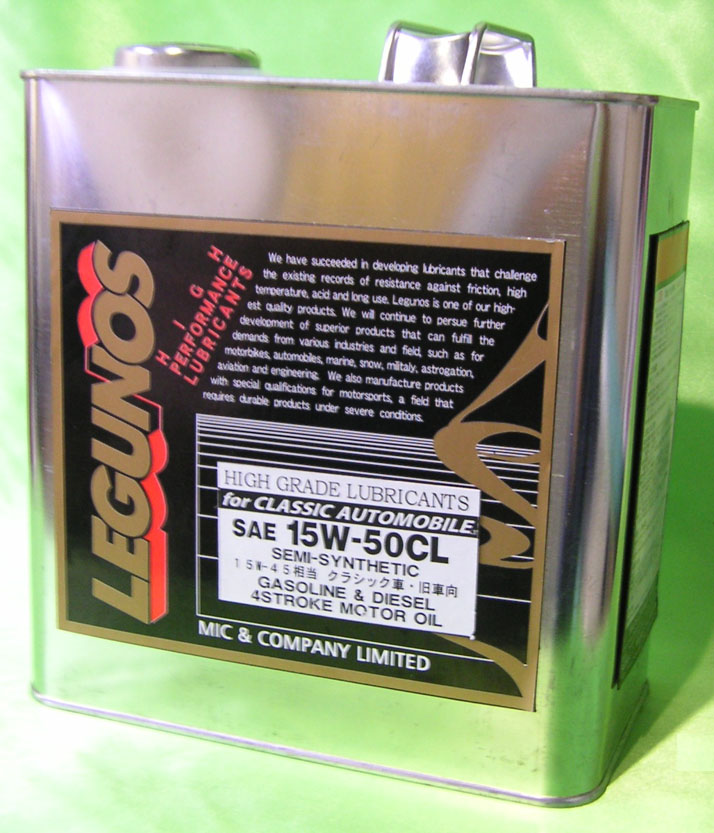 LEGUNOS
HIGH
PERFORMANCE
LUBRICANTS
We have succeeded in developing lubricants that challenge
the existing records of resistance against friction, high
temperature, acid and long use. Legunos is one of our high-
est quality products. We will continue to persue further
development of superior products that can fulfill the
demands from various industries and field, such as for
motorbikes, automobiles, marine, snow, militaly, astrogation,
aviation and engineering. We also manufacture products
with special qualifications for motorsports, a field that
requires durable products under severe conditions.
HIGH GRADE LUBRICANTS
for CLASSIC AUTOMOBILE.
SAE 15W-50CL
SEMI-SYNTHETIC
15W-45相当 クラシック車・旧車向
GASOLINE & DIESEL
4STROKE MOTOR OIL
MIC & COMPANY LIMITED